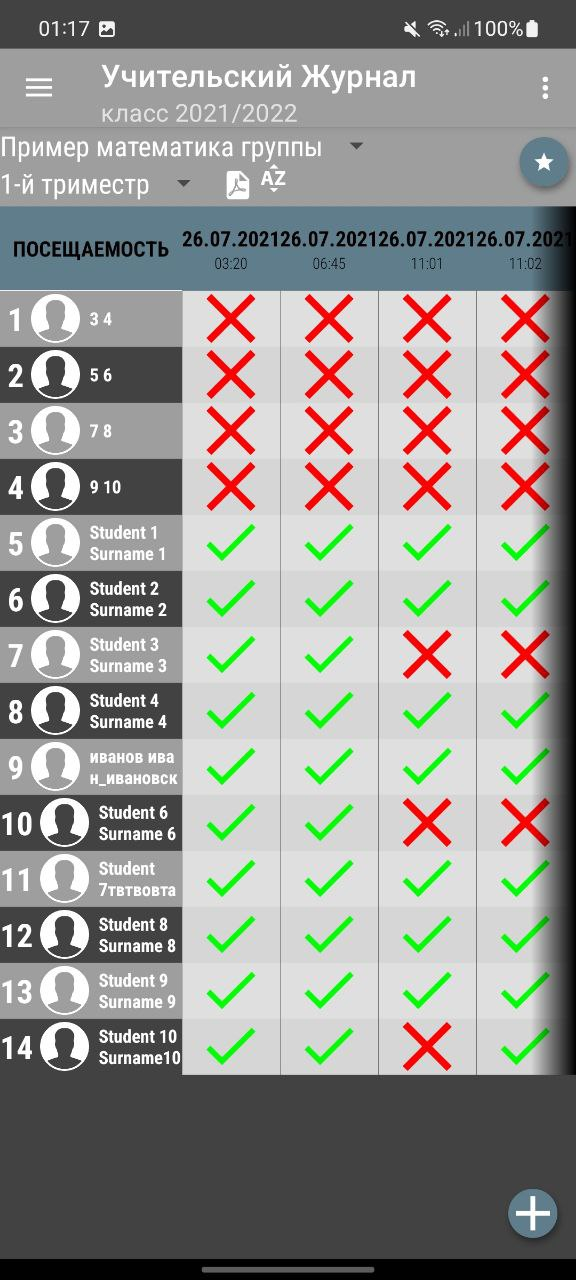 01:17 100%
Учительский Журнал
класс 2021/2022
Пример математика группы
1-й триместр AZ
ПОСЕЩАЕМОСТЬ
26.07.2021 26.07.2021 26.07.2021 26.07.2021
03:20 06:45 11:01 11:02
1 3 4
2 5 6
3 7 8
4 9 10
5 Student 1
Surname 1
6 Student 2
Surname 2
7 Student 3
Surname 3
8 Student 4
Surname 4
9 иванов ива
н_ивановск
10 Student 6
Surname 6
11 Student
7твтвовта
12 Student 8
Surname 8
13 Student 9
Surname 9
14 Student 10
Surname10